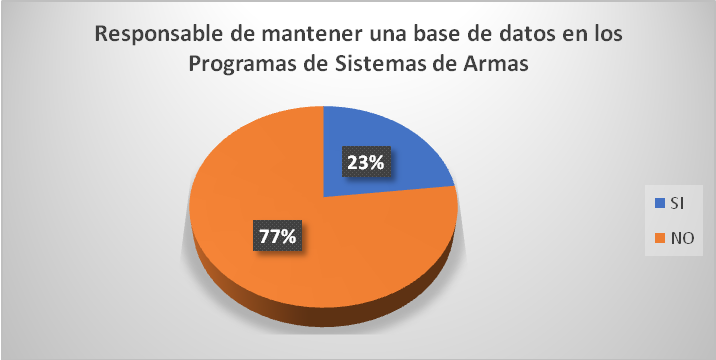 Responsable de mantener una base de datos en los
Programas de Sistemas de Armas
23%
77%
SI
NO